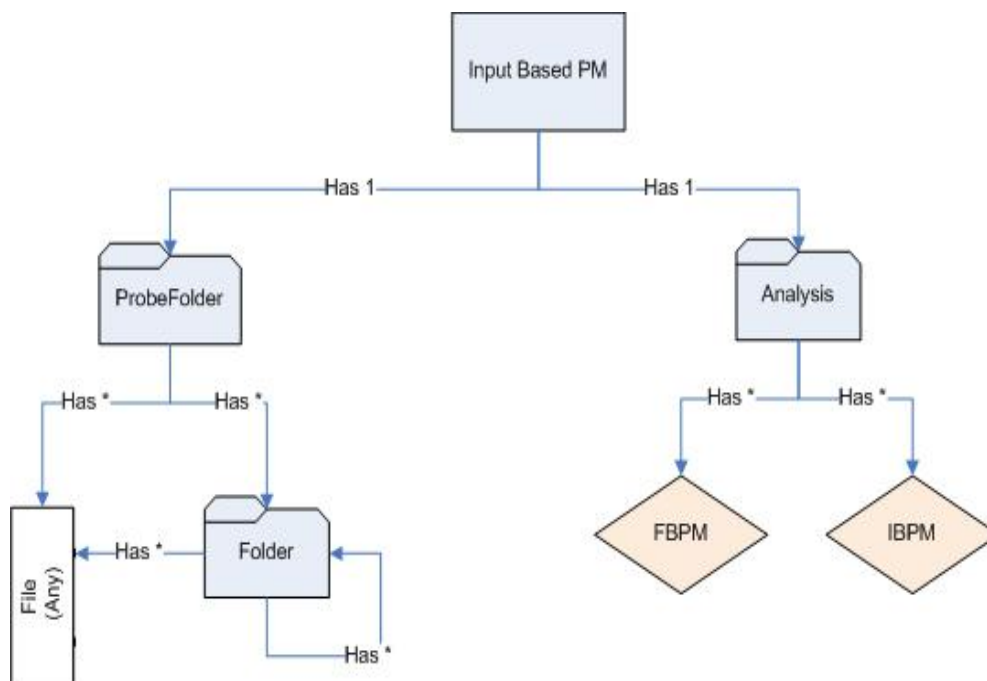 Input Based PM
Has 1
Has 1
ProbeFolder
Analysis
Has *
Has *
Has *
Has *
FBPM
IBPM
File
(Any)
Has *
Folder
Has *